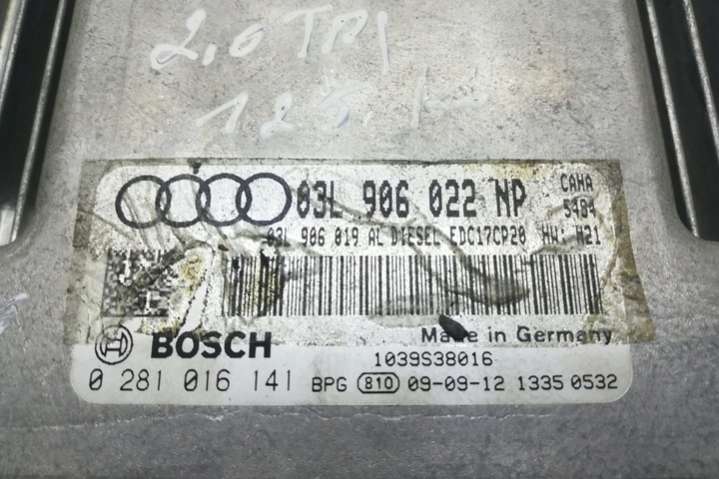 2,0 TDI
125
03L 906 022 NP CAHA
03L 906 019 AL DIESEL EDC17CP20 HW: H21
BOSCH
Made in Germany
1039S38016
0 281 016 141 BPG 810 09-09-12 1335 0532